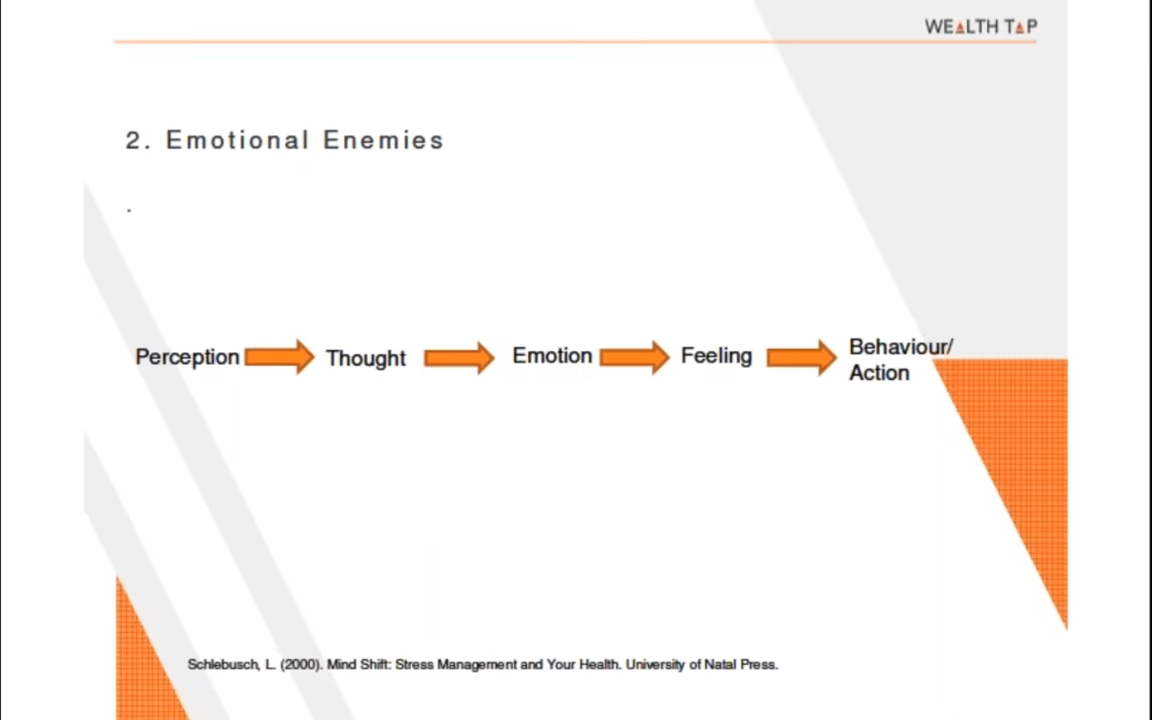 WEALTH TAP
2. Emotional Enemies
.
Perception Thought Emotion Feeling Behaviour/
Action
Schlebusch, L. (2000). Mind Shift: Stress Management and Your Health. University of Natal Press.